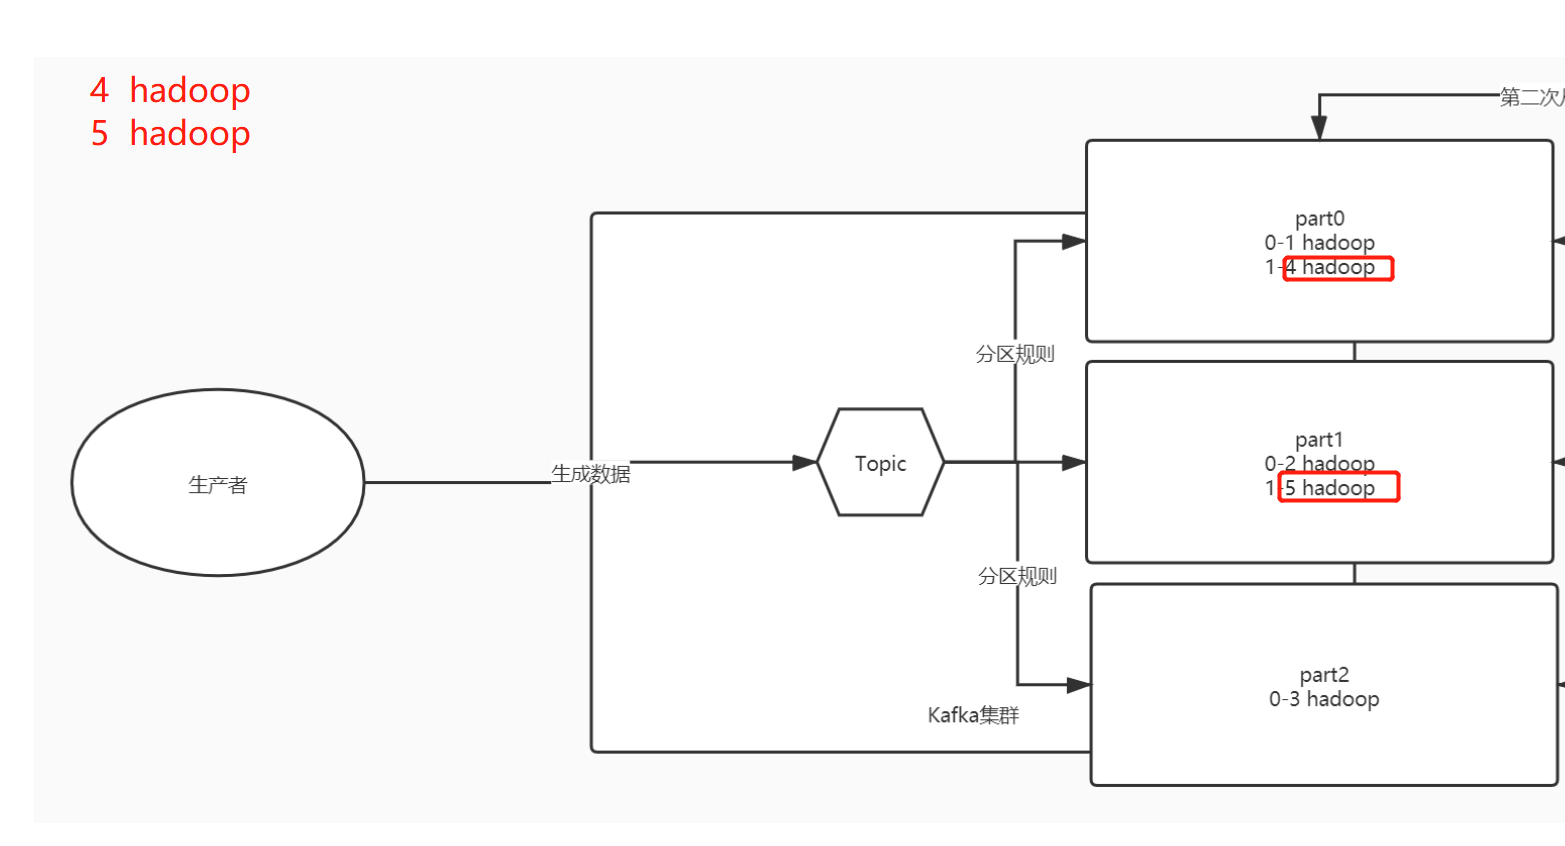 4 hadoop
5 hadoop
第二次
part0
0-1 hadoop
1-4 hadoop
分区规则
part1
0-2 hadoop
1-5 hadoop
Topic
生成数据
生产者
分区规则
part2
0-3 hadoop
Kafka集群